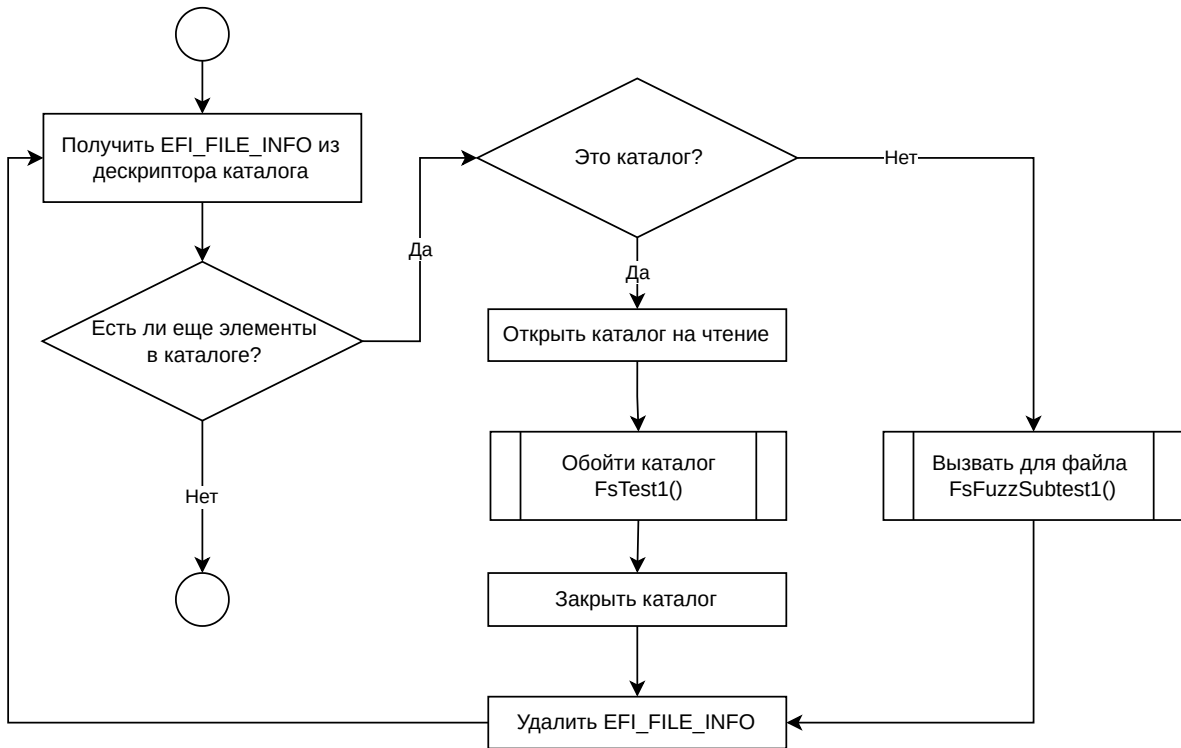 Получить EFI_FILE_INFO из
дескриптора каталога
Есть ли еще элементы
в каталоге?
Да
Нет
Это каталог?
Нет
Да
Открыть каталог на чтение
Обойти каталог
FsTest1()
Вызвать для файла
FsFuzzSubtest1()
Закрыть каталог
Удалить EFI_FILE_INFO